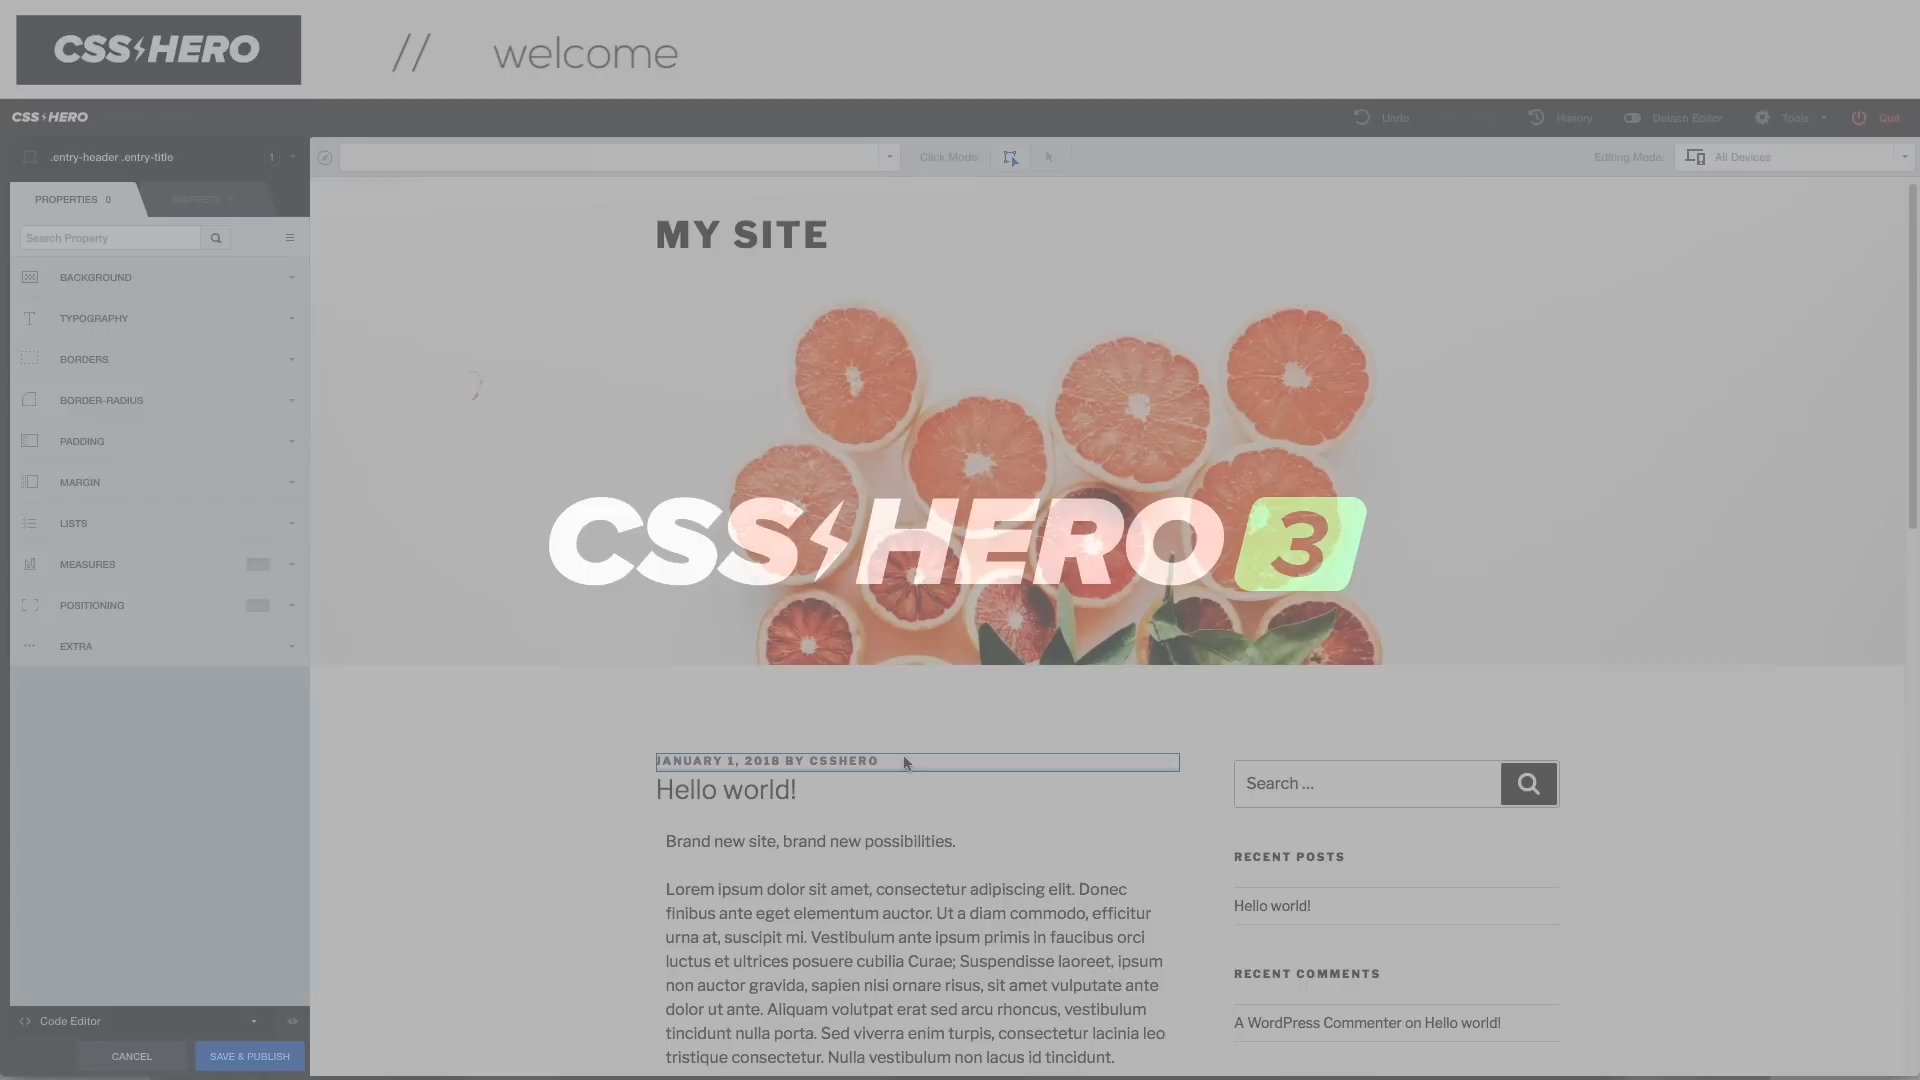 CSS HERO // welcome
CSS HERO
Undo
History
Detach Editor
Tools
Quit
.entry-header .entry-title 1
Click Mode:
Editing Mode: All Devices
PROPERTIES 0
SNIPPETS 0
Search Property
BACKGROUND
TYPOGRAPHY
BORDERS
BORDER-RADIUS
PADDING
MARGIN
LISTS
MEASURES
POSITIONING
EXTRA
Code Editor
CANCEL
SAVE & PUBLISH
MY SITE
CSS HERO 3
JANUARY 1, 2018 BY CSSHERO
Hello world!
Brand new site, brand new possibilities.
Lorem ipsum dolor sit amet, consectetur adipiscing elit. Donec
finibus ante eget elementum auctor. Ut a diam commodo, efficitur
urna at, suscipit mi. Vestibulum ante ipsum primis in faucibus orci
luctus et ultrices posuere cubilia Curae; Suspendisse laoreet, ipsum
non auctor gravida, sapien nisi ornare risus, sit amet vulputate ante
dolor ut ante. Aliquam volutpat erat sed arcu rhoncus, vestibulum
tincidunt nulla porta. Sed viverra enim turpis, consectetur lacinia leo
tristique consectetur. Nulla vestibulum non lacus id tincidunt.
Search ...
RECENT POSTS
Hello world!
RECENT COMMENTS
A WordPress Commenter on Hello world!